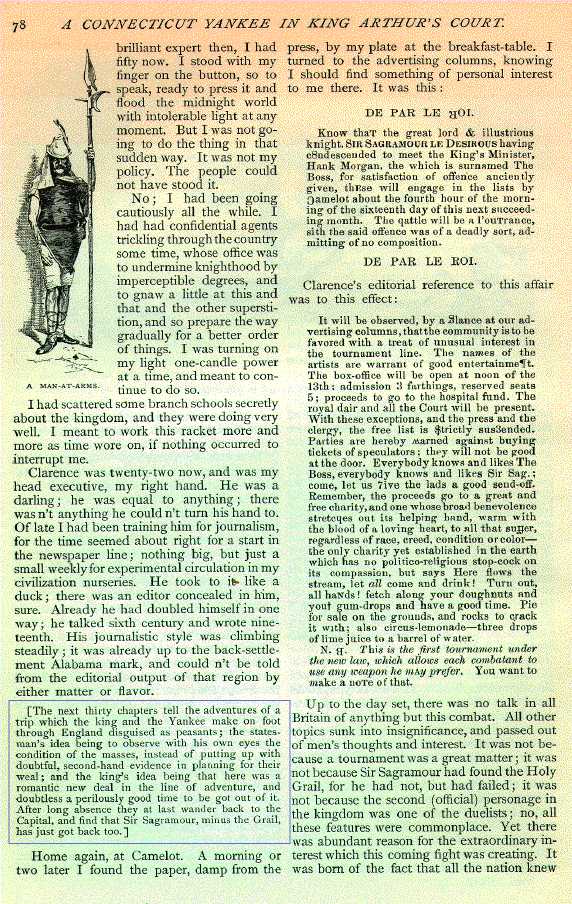 78 A CONNECTICUT YANKEE IN KING ARTHUR'S COURT.
brilliant expert then, I had
fifty now. I stood with my
finger on the button, so to
speak, ready to press it and
flood the midnight world
with intolerable light at any
moment. But I was not go-
ing to do the thing in that
sudden way. It was not my
policy. The people could
not have stood it.
No; I had been going
cautiously all the while. I
had had confidential agents
trickling through the country
some time, whose office was
to undermine knighthood by
imperceptible degrees, and
to gnaw a little at this and
that and the other supersti-
tion, and so prepare the way
gradually for a better order
of things. I was turning on
my light one-candle power
at a time, and meant to con-
tinue to do so.
A MAN-AT-ARMS.
I had scattered some branch schools secretly
about the kingdom, and they were doing very
well. I meant to work this racket more and
more as time wore on, if nothing occurred to
interrupt me.
Clarence was twenty-two now, and was my
head executive, my right hand. He was a
darling; he was equal to anything; there
was n't anything he could n't turn his hand to.
Of late I had been training him for journalism,
for the time seemed about right for a start in
the newspaper line; nothing big, but just a
small weekly for experimental circulation in my
civilization nurseries. He took to it like a
duck; there was an editor concealed in him,
sure. Already he had doubled himself in one
way; he talked sixth century and wrote nine-
teenth. His journalistic style was climbing
steadily; it was already up to the back-settle-
ment Alabama mark, and could n't be told
from the editorial output of that region by
either matter or flavor.
[The next thirty chapters tell the adventures of a
trip which the king and the Yankee make on foot
through England disguised as peasants; the states-
man's idea being to observe with his own eyes the
condition of the masses, instead of putting up with
doubtful, second-hand evidence in planning for their
weal; and the king's idea being that here was a
romantic new deal in the line of adventure, and
doubtless a perilously good time to be got out of it.
After long absence they at last wander back to the
Capital, and find that Sir Sagramour, minus the Grail,
has just got back too.]
Home again, at Camelot. A morning or
two later I found the paper, damp from the
press, by my plate at the breakfast-table. I
turned to the advertising columns, knowing
I should find something of personal interest
to me there. It was this:
DE PAR LE ꓤOI.
Know thaT the great lord & illustrious
knight, SIR SAGRAMOUR LE DESIROUS having
c8ndescended to meet the King's Minister,
Hank Morgan, the which is surnamed The
Boss, for satisfaction of offence anciently
given, thEse will engage in the lists by
Ɔamelot about the fourth hour of the morn-
ing of the sixteenth day of this next succeed-
ing month. The qattle will be a l'outrance,
sith the said offence was of a deadly sort, ad-
mitting of no composition.
DE PAR LE ROI.
Clarence's editorial reference to this affair
was to this effect:
It will be observed, by a Slance at our ad-
vertising columns, that the community is to be
favored with a treat of unusual interest in
the tournament line. The names of the
artists are warrant of good entertainme¶t.
The box-office will be open at noon of the
13th; admission 3 farthings, reserved seats
5; proceeds to go to the hospital fund. The
royal dair and all the Court will be present.
With these exceptions, and the press and the
clergy, the free list is $trictly sus3ended.
Parties are hereby warned against buying
tickets of speculators; they will not be good
at the door. Everybody knows and likes The
Boss, everybody knows and likes Sir Sag.;
come, let us 7ive the lads a good send-off.
Remember, the proceeds go to a great and
free charity, and one whose broad benevolence
stretɔɥes out its helping hand, warm with
the blood of a loving heart, to all that suffer,
regardless of race, creed, condition or color—
the only charity yet established in the earth
which has no politico-religious stop-cock on
its compassion, but says Here flows the
stream, let all come and drink! Turn out,
all haNds! fetch along your doughnuts and
your gum-drops and have a good time. Pie
for sale on the grounds, and rocks to crack
it with; also circus-lemonade—three drops
of lime juice to a barrel of water.
N. ꓭ. This is the first tournament under
the new law, which allows each combatant to
use any weapon he may prefer. You want to
make a noTE of that.
Up to the day set, there was no talk in all
Britain of anything but this combat. All other
topics sunk into insignificance, and passed out
of men's thoughts and interest. It was not be-
cause a tournament was a great matter; it was
not because Sir Sagramour had found the Holy
Grail, for he had not, but had failed; it was
not because the second (official) personage in
the kingdom was one of the duelists; no, all
these features were commonplace. Yet there
was abundant reason for the extraordinary in-
terest which this coming fight was creating. It
was born of the fact that all the nation knew